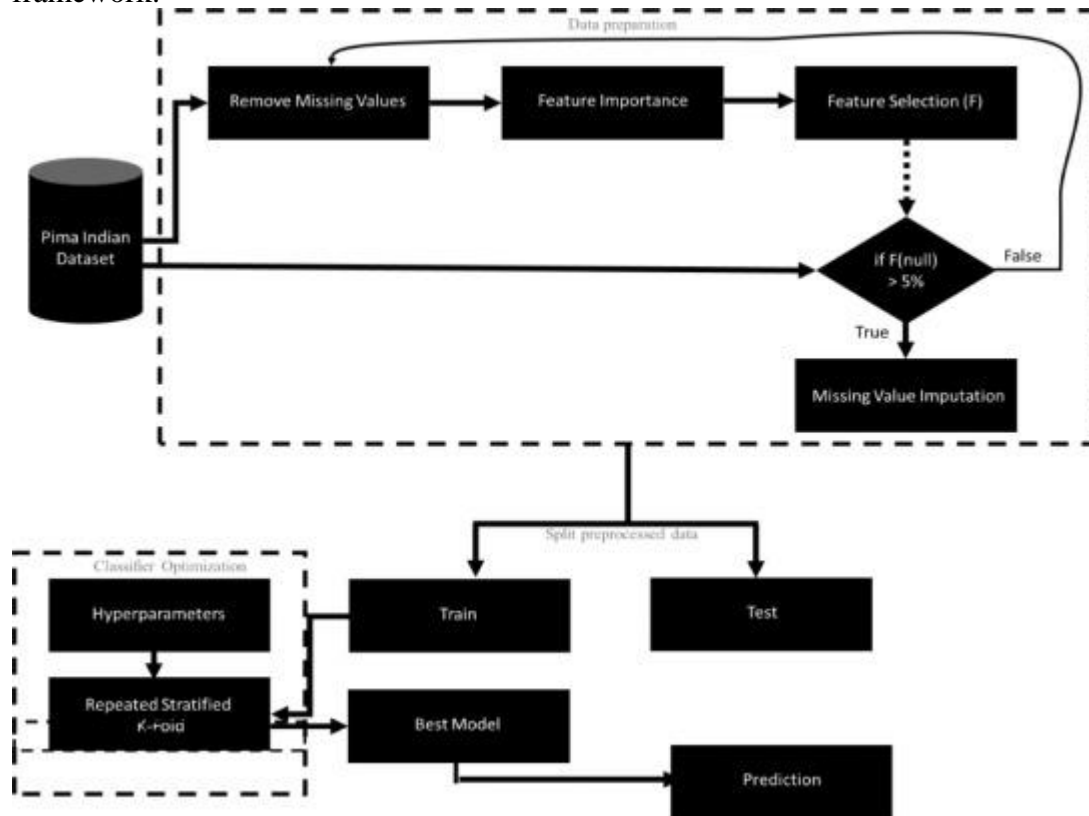 framework.
Data preparation
Remove Missing Values
Feature Importance
Feature Selection (F)
Pima Indian
Dataset
if F(null)
> 5%
False
True
Missing Value Imputation
Split preprocessed data
Classifier Optimization
Hyperparameters
Train
Test
Repeated Stratified
K-Fold
Best Model
Prediction